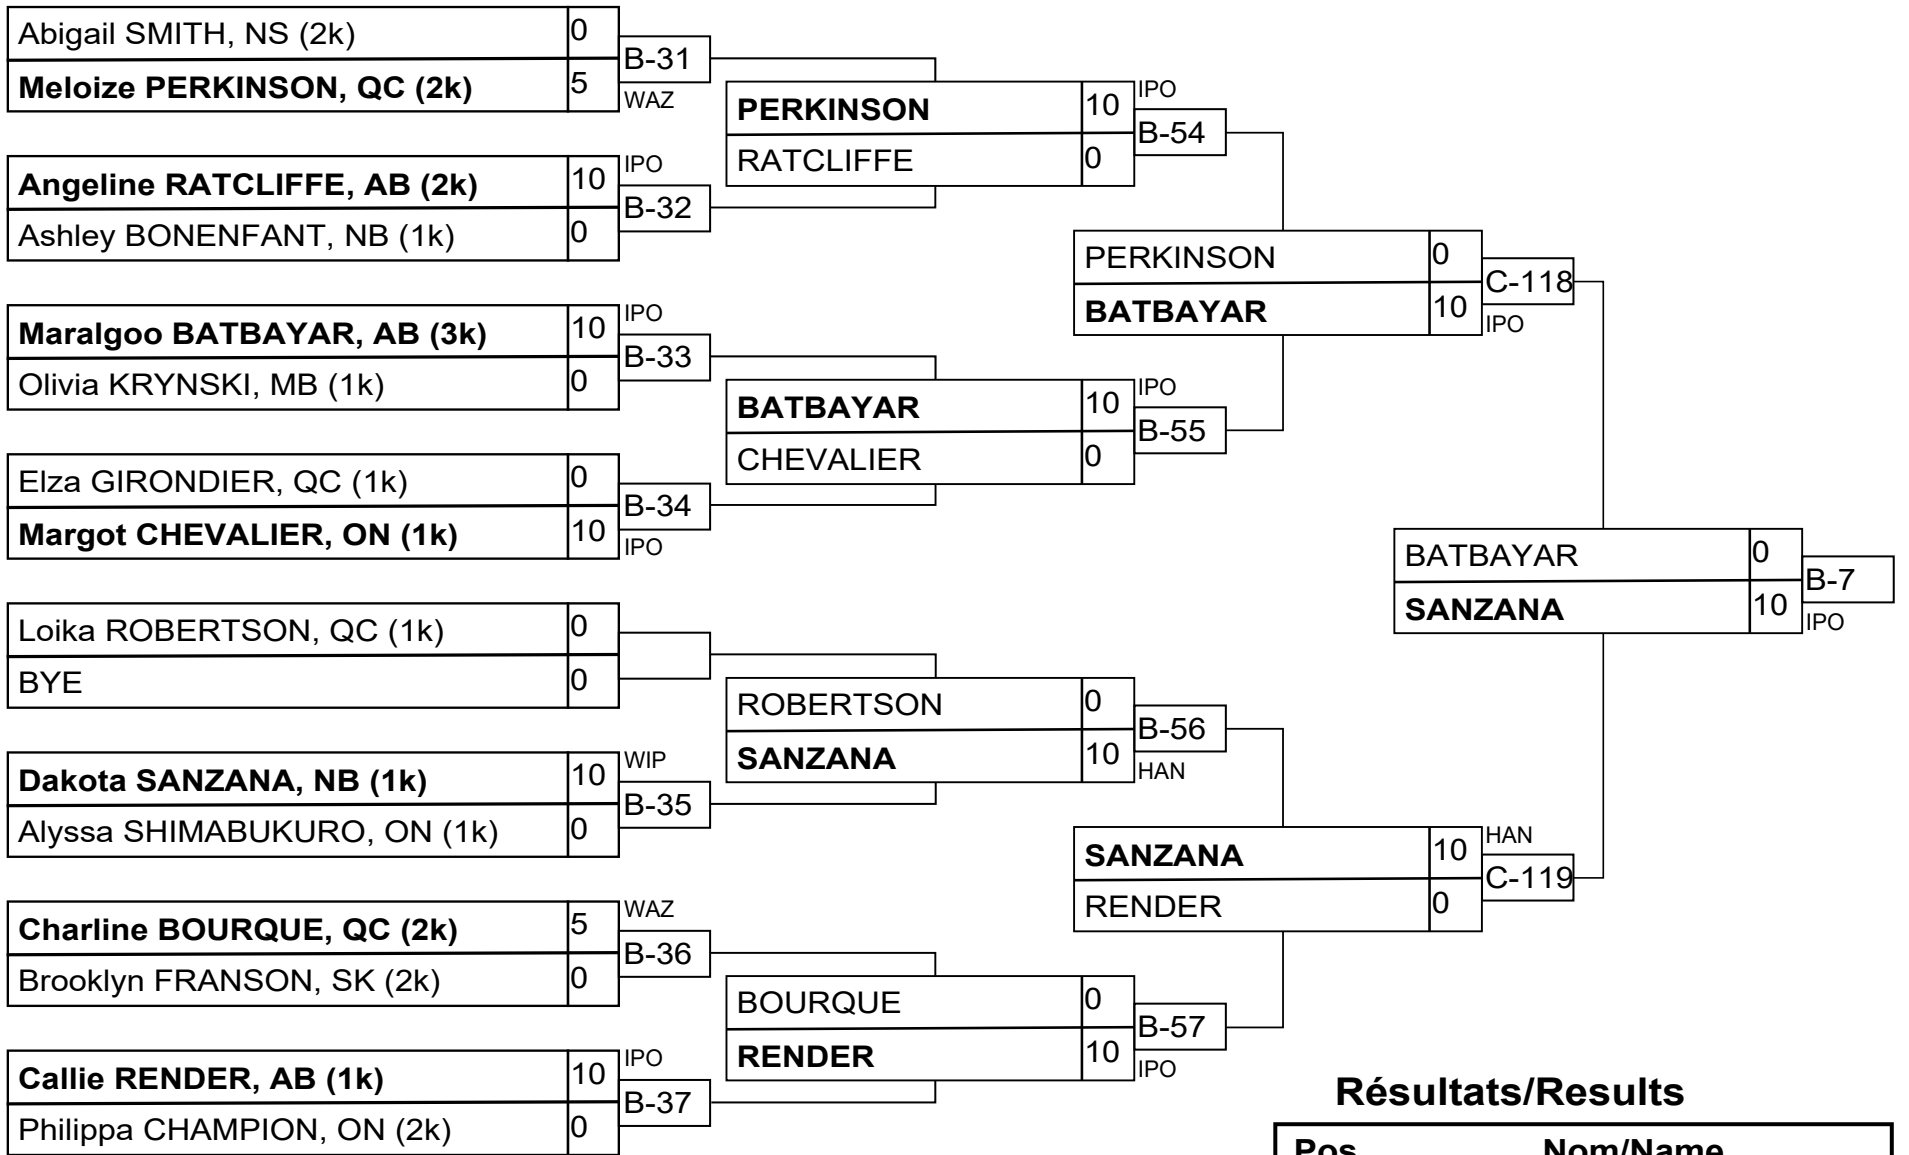 Abigail SMITH, NS (2k) 0
B-31
Meloize PERKINSON, QC (2k) 5
WAZ
Angeline RATCLIFFE, AB (2k) 10 IPO
B-32
Ashley BONENFANT, NB (1k) 0
Maralgoo BATBAYAR, AB (3k) 10 IPO
B-33
Olivia KRYNSKI, MB (1k) 0
Elza GIRONDIER, QC (1k) 0
B-34
Margot CHEVALIER, ON (1k) 10
IPO
Loika ROBERTSON, QC (1k) 0
BYE 0
Dakota SANZANA, NB (1k) 10 WIP
B-35
Alyssa SHIMABUKURO, ON (1k) 0
Charline BOURQUE, QC (2k) 5 WAZ
B-36
Brooklyn FRANSON, SK (2k) 0
Callie RENDER, AB (1k) 10 IPO
B-37
Philippa CHAMPION, ON (2k) 0
PERKINSON 10 IPO
B-54
RATCLIFFE 0
BATBAYAR 10 IPO
B-55
CHEVALIER 0
ROBERTSON 0
B-56
SANZANA 10
HAN
BOURQUE 0
B-57
RENDER 10
IPO
PERKINSON 0
C-118
BATBAYAR 10
IPO
SANZANA 10 HAN
C-119
RENDER 0
BATBAYAR 0
B-7
SANZANA 10
IPO
Résultats/Results
Pos Nom/Name